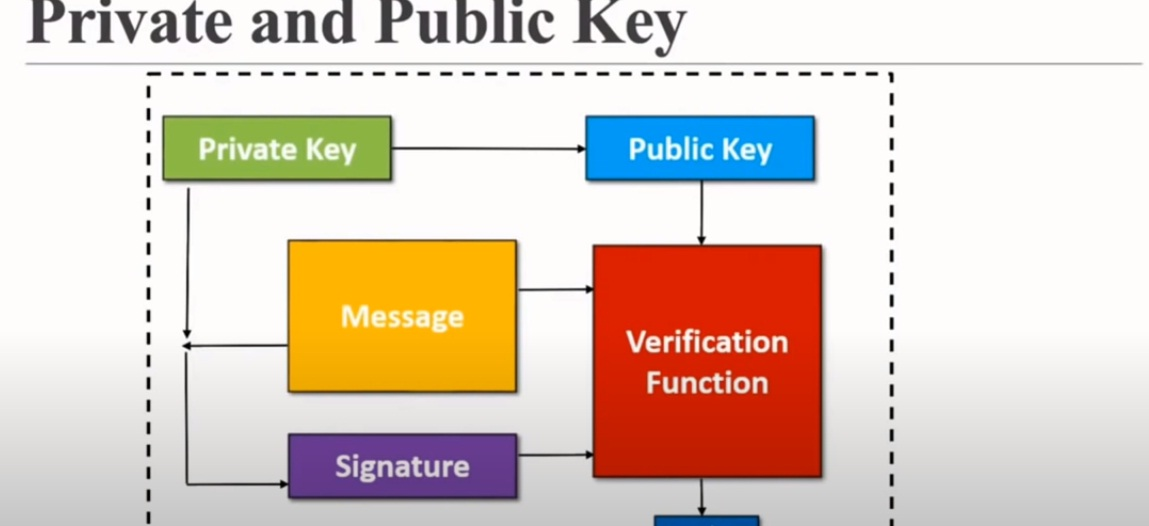 Private and Public Key
Private Key
Public Key
Message
Verification
Function
Signature